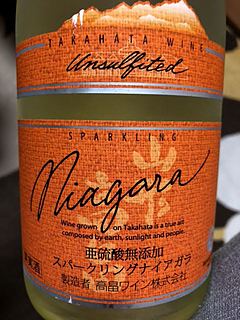 TAKAHATA WINE
Unsulfited
SPARKLING
Niagara
Wine grown on Takahata is a true art
composed by earth, sunlight and people.
亜硫酸無添加
スパークリングナイアガラ
製造者 高畠ワイン株式会社